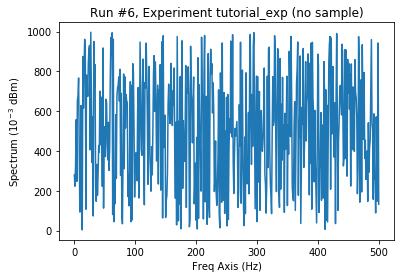 Run #6, Experiment tutorial_exp (no sample)
1000
800
600
400
200
0
Spectrum (10⁻³ dBm)
0 100 200 300 400 500
Freq Axis (Hz)